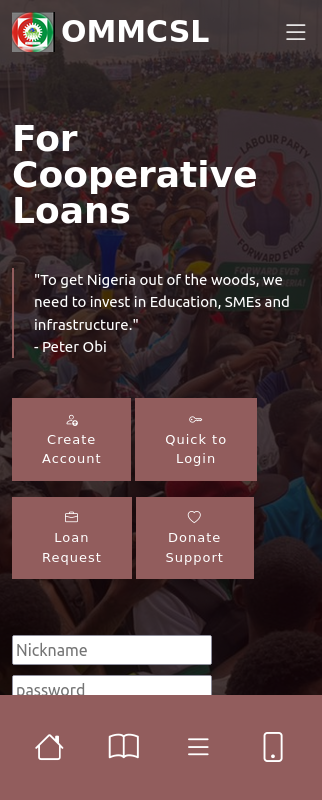 OMMCSL
For
Cooperative
Loans
LABOUR PARTY
FORWARD EVER
"To get Nigeria out of the woods, we
need to invest in Education, SMEs and
infrastructure."
- Peter Obi
Create
Account
Quick to
Login
Loan
Request
Donate
Support
Nickname
password